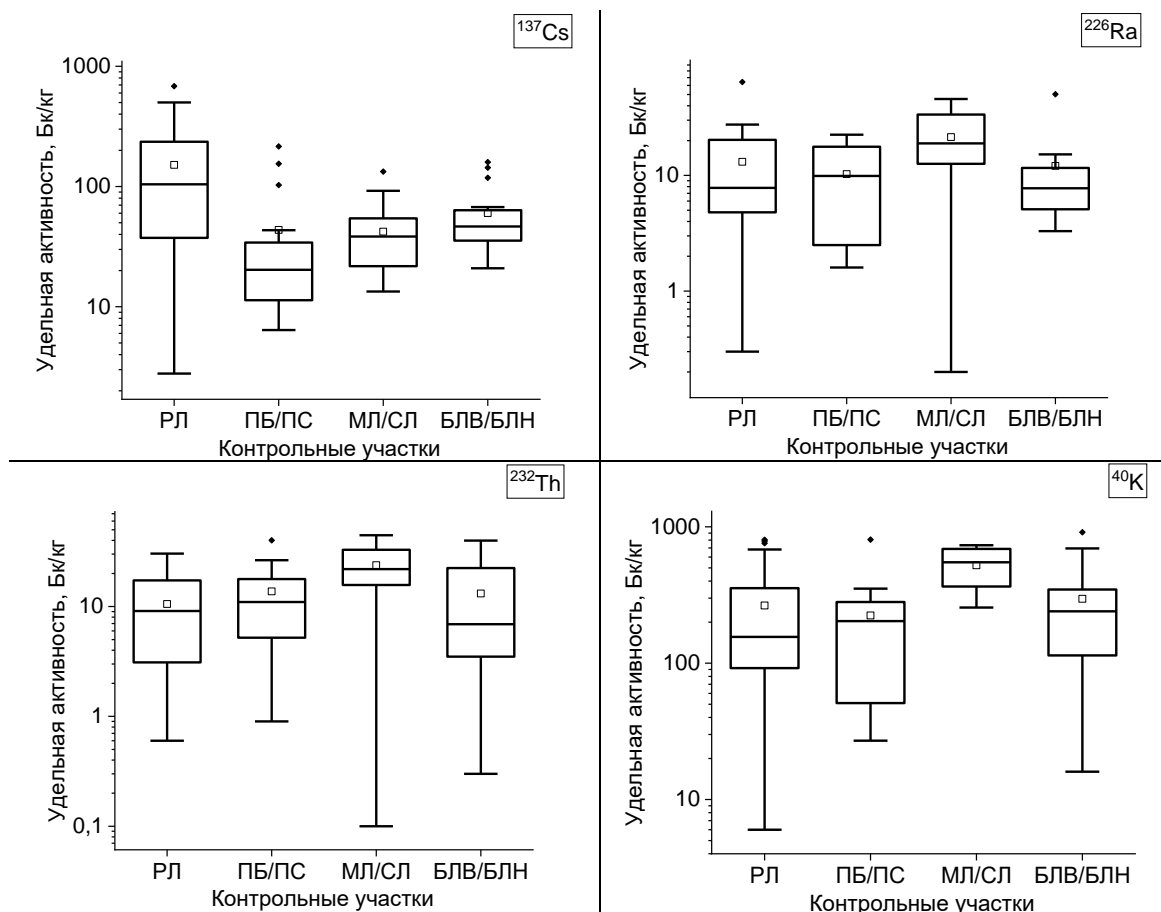 137Cs
Удельная активность, Бк/кг
1000
100
10
РЛ ПБ/ПС МЛ/СЛ БЛВ/БЛН
Контрольные участки
226Ra
Удельная активность, Бк/кг
10
1
РЛ ПБ/ПС МЛ/СЛ БЛВ/БЛН
Контрольные участки
232Th
Удельная активность, Бк/кг
10
1
0,1
РЛ ПБ/ПС МЛ/СЛ БЛВ/БЛН
Контрольные участки
40K
Удельная активность, Бк/кг
1000
100
10
РЛ ПБ/ПС МЛ/СЛ БЛВ/БЛН
Контрольные участки